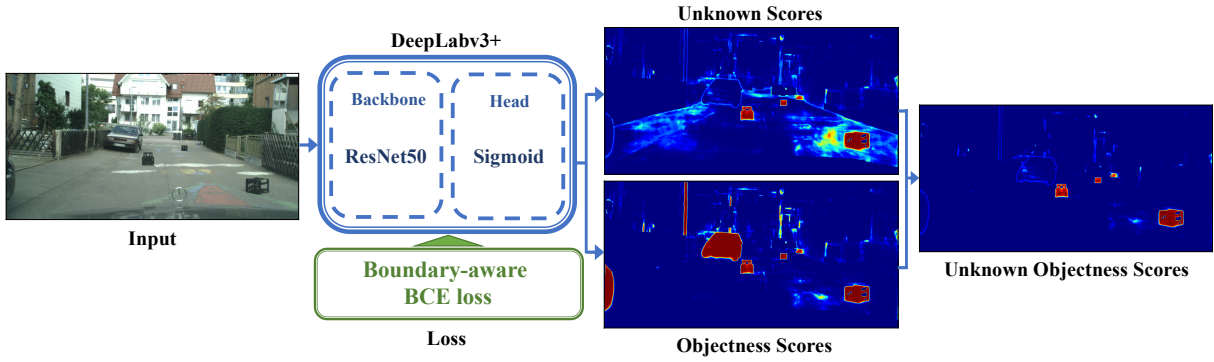 Unknown Scores
DeepLabv3+
Backbone
Head
ResNet50
Sigmoid
Input
Boundary-aware
BCE loss
Loss
Objectness Scores
Unknown Objectness Scores